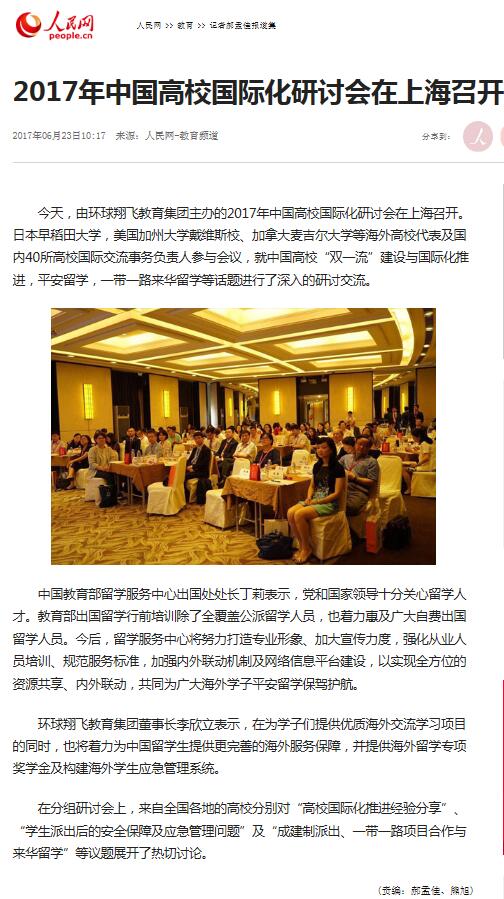 人民网
people.cn
人民网 >> 教育 >> 记者郝孟佳报道集
2017年中国高校国际化研讨会在上海召开
2017年06月23日10:17 来源：人民网-教育频道
分享到：
人
今天，由环球翔飞教育集团主办的2017年中国高校国际化研讨会在上海召开。
日本早稻田大学，美国加州大学戴维斯校、加拿大麦吉尔大学等海外高校代表及国
内40所高校国际交流事务负责人参与会议，就中国高校“双一流”建设与国际化推
进，平安留学，一带一路来华留学等话题进行了深入的研讨交流。
中国教育部留学服务中心出国处处长丁莉表示，党和国家领导十分关心留学人
才。教育部出国留学行前培训除了全覆盖公派留学人员，也着力惠及广大自费出国
留学人员。今后，留学服务中心将努力打造专业形象、加大宣传力度，强化从业人
员培训、规范服务标准，加强内外联动机制及网络信息平台建设，以实现全方位的
资源共享、内外联动，共同为广大海外学子平安留学保驾护航。
环球翔飞教育集团董事长李欣立表示，在为学子们提供优质海外交流学习项目
的同时，也将着力为中国留学生提供更完善的海外服务保障，并提供海外留学专项
奖学金及构建海外学生应急管理系统。
在分组研讨会上，来自全国各地的高校分别对“高校国际化推进经验分享”、
“学生派出后的安全保障及应急管理问题”及“成建制派出、一带一路项目合作与
来华留学”等议题展开了热切讨论。
(责编：郝孟佳、熊旭)